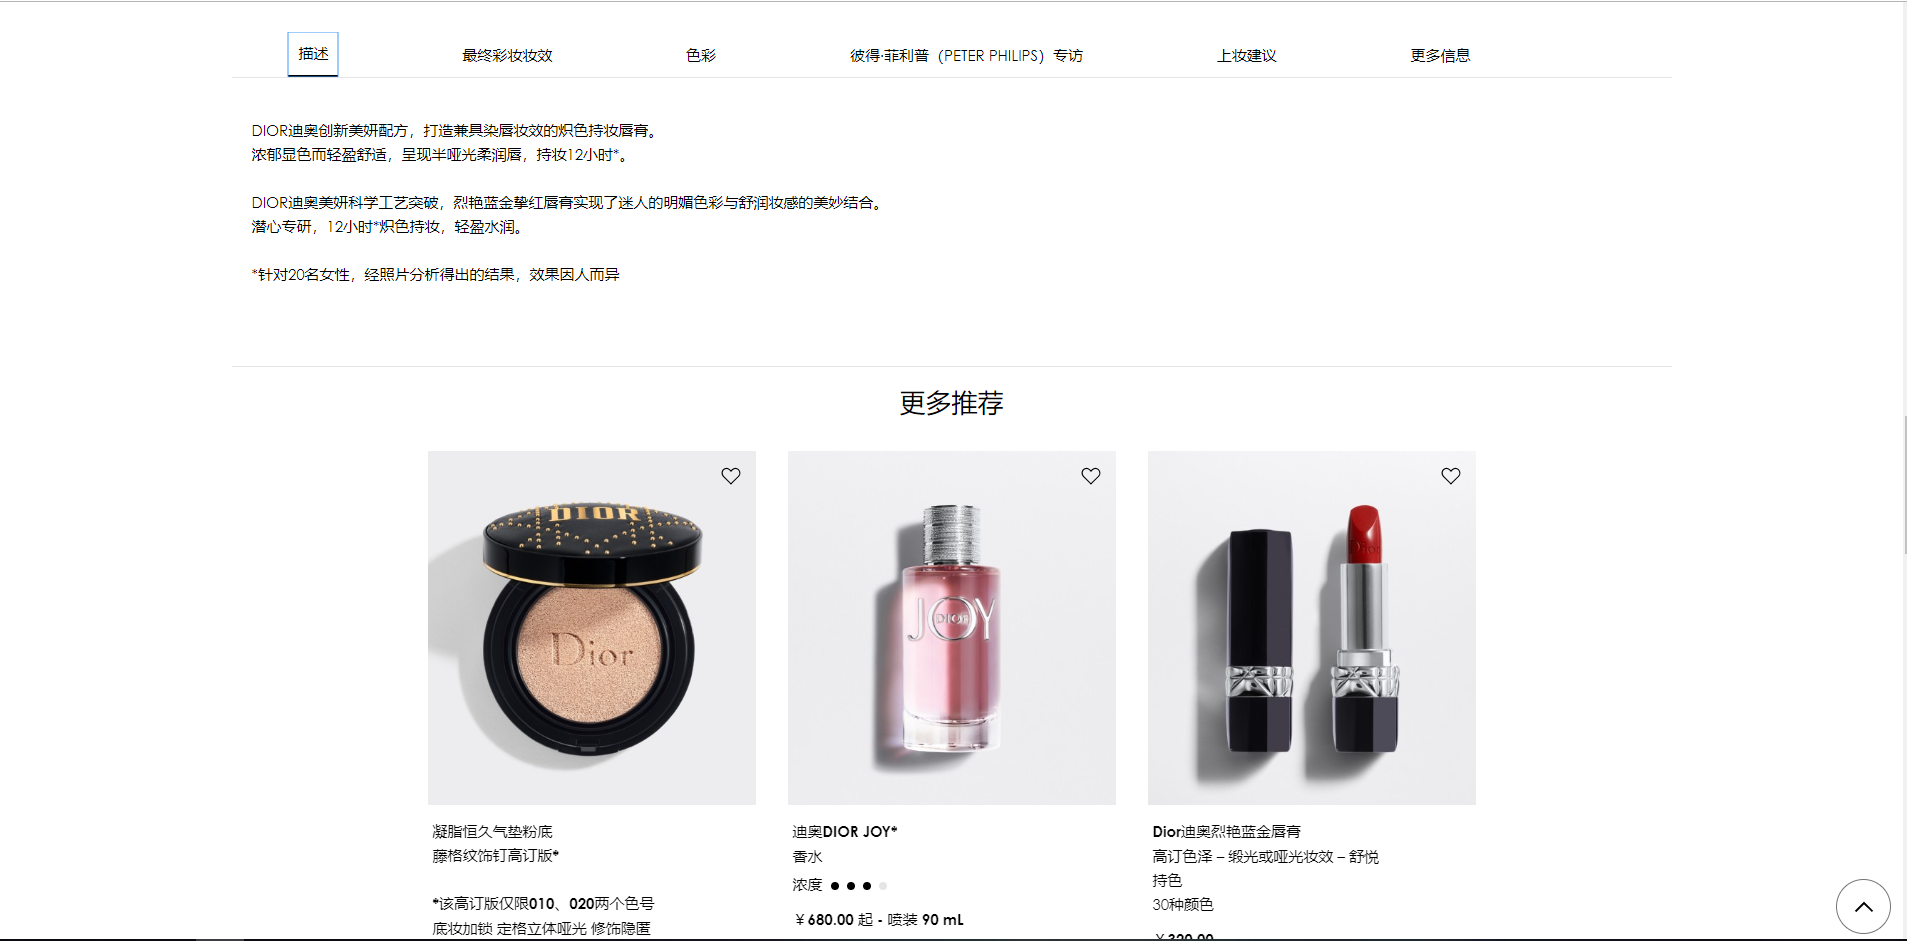 描述
最终彩妆妆效
色彩
彼得·菲利普（PETER PHILIPS）专访
上妆建议
更多信息
DIOR迪奥创新美妍配方，打造兼具染唇妆效的炽色持妆唇膏。
浓郁显色而轻盈舒适，呈现半哑光柔润唇，持妆12小时*。
DIOR迪奥美妍科学工艺突破，烈艳蓝金挚红唇膏实现了迷人的明媚色彩与舒润妆感的美妙结合。
潜心专研，12小时*炽色持妆，轻盈水润。
*针对20名女性，经照片分析得出的结果，效果因人而异
更多推荐
DIOR
Dior
JOY
DIOR
Dior
凝脂恒久气垫粉底
藤格纹饰钉高订版*
*该高订版仅限010、020两个色号
底妆加锁 定格立体哑光 修饰隐匿
迪奥DIOR JOY*
香水
浓度
￥680.00 起 - 喷装 90 mL
Dior迪奥烈艳蓝金唇膏
高订色泽 – 缎光或哑光妆效 – 舒悦
持色
30种颜色
￥320.00